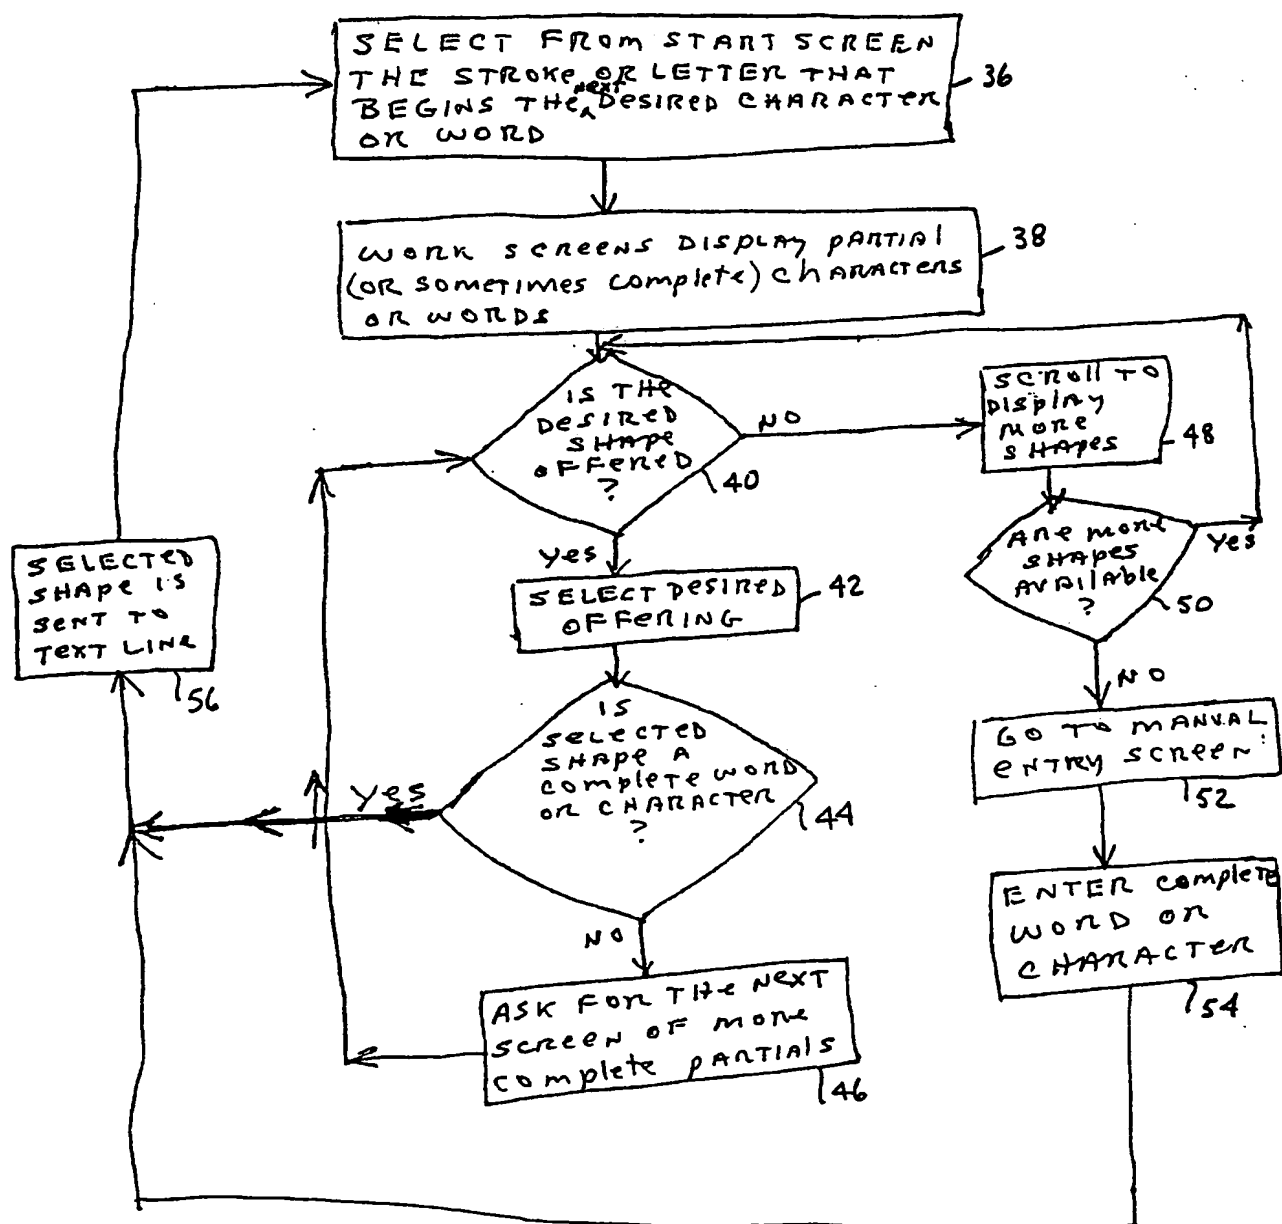 SELECT FROM START SCREEN
THE STROKE OR LETTER THAT
BEGINS THE next DESIRED CHARACTER
OR WORD
36
WORK SCREENS DISPLAY PARTIAL
(OR SOMETIMES COMPLETE) CHARACTERS
OR WORDS
38
IS THE
DESIRED
SHAPE
OFFERED
?
40
NO
SCROLL TO
DISPLAY
MORE
SHAPES
48
ARE MORE
SHAPES
AVAILABLE
?
50
Yes
Yes
SELECT DESIRED
OFFERING
42
SELECTED
SHAPE IS
SENT TO
TEXT LINE
56
NO
IS
SELECTED
SHAPE A
COMPLETE WORD
OR CHARACTER
?
44
Yes
GO TO MANUAL
ENTRY SCREEN
52
ENTER COMPLETE
WORD OR
CHARACTER
54
NO
ASK FOR THE NEXT
SCREEN OF MORE
COMPLETE PARTIALS
46